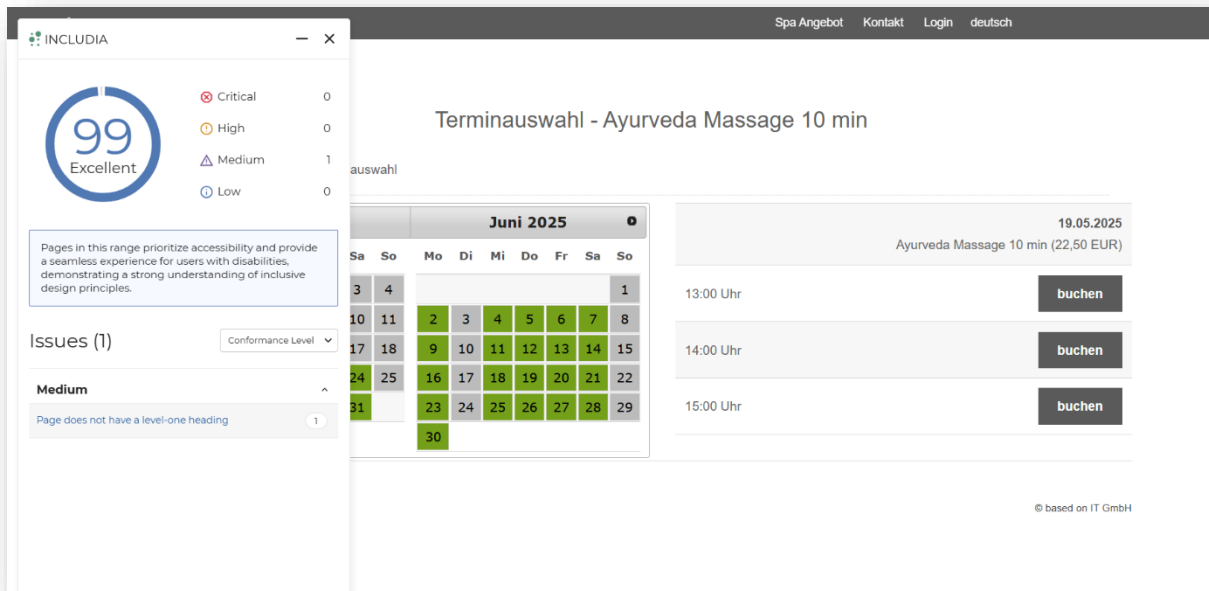 Spa Angebot Kontakt Login deutsch
INCLUDIA
99
Excellent
Critical 0
High 0
Medium 1
Low 0
Pages in this range prioritize accessibility and provide
a seamless experience for users with disabilities,
demonstrating a strong understanding of inclusive
design principles.
Issues (1)
Conformance Level
Medium
Page does not have a level-one heading 1
Terminauswahl - Ayurveda Massage 10 min
auswahl
Sa So
3 4
10 11
17 18
24 25
31
Juni 2025
Mo Di Mi Do Fr Sa So
1
2 3 4 5 6 7 8
9 10 11 12 13 14 15
16 17 18 19 20 21 22
23 24 25 26 27 28 29
30
19.05.2025
Ayurveda Massage 10 min (22,50 EUR)
13:00 Uhr buchen
14:00 Uhr buchen
15:00 Uhr buchen
© based on IT GmbH